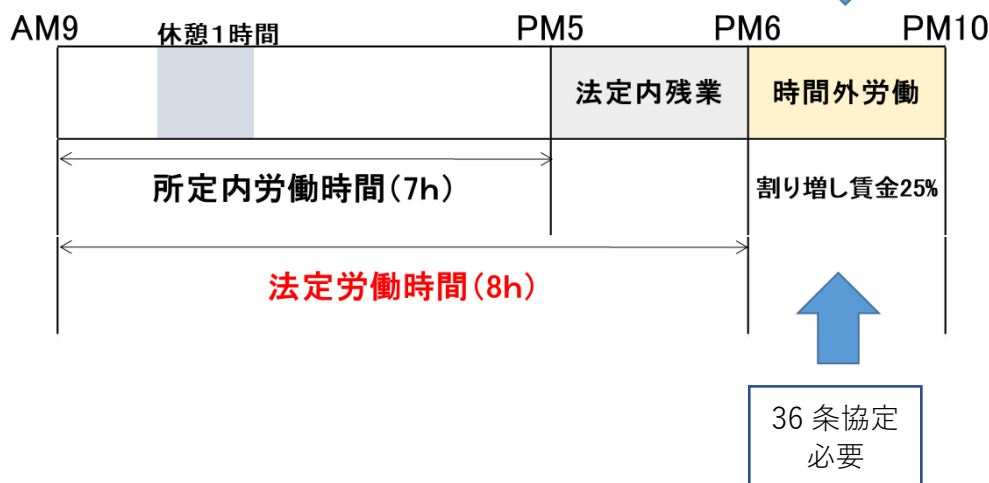 AM9 休憩1時間 PM5 PM6 PM10
法定内残業 時間外労働
所定内労働時間(7h) 割り増し賃金25%
法定労働時間(8h)
36 条協定
必要